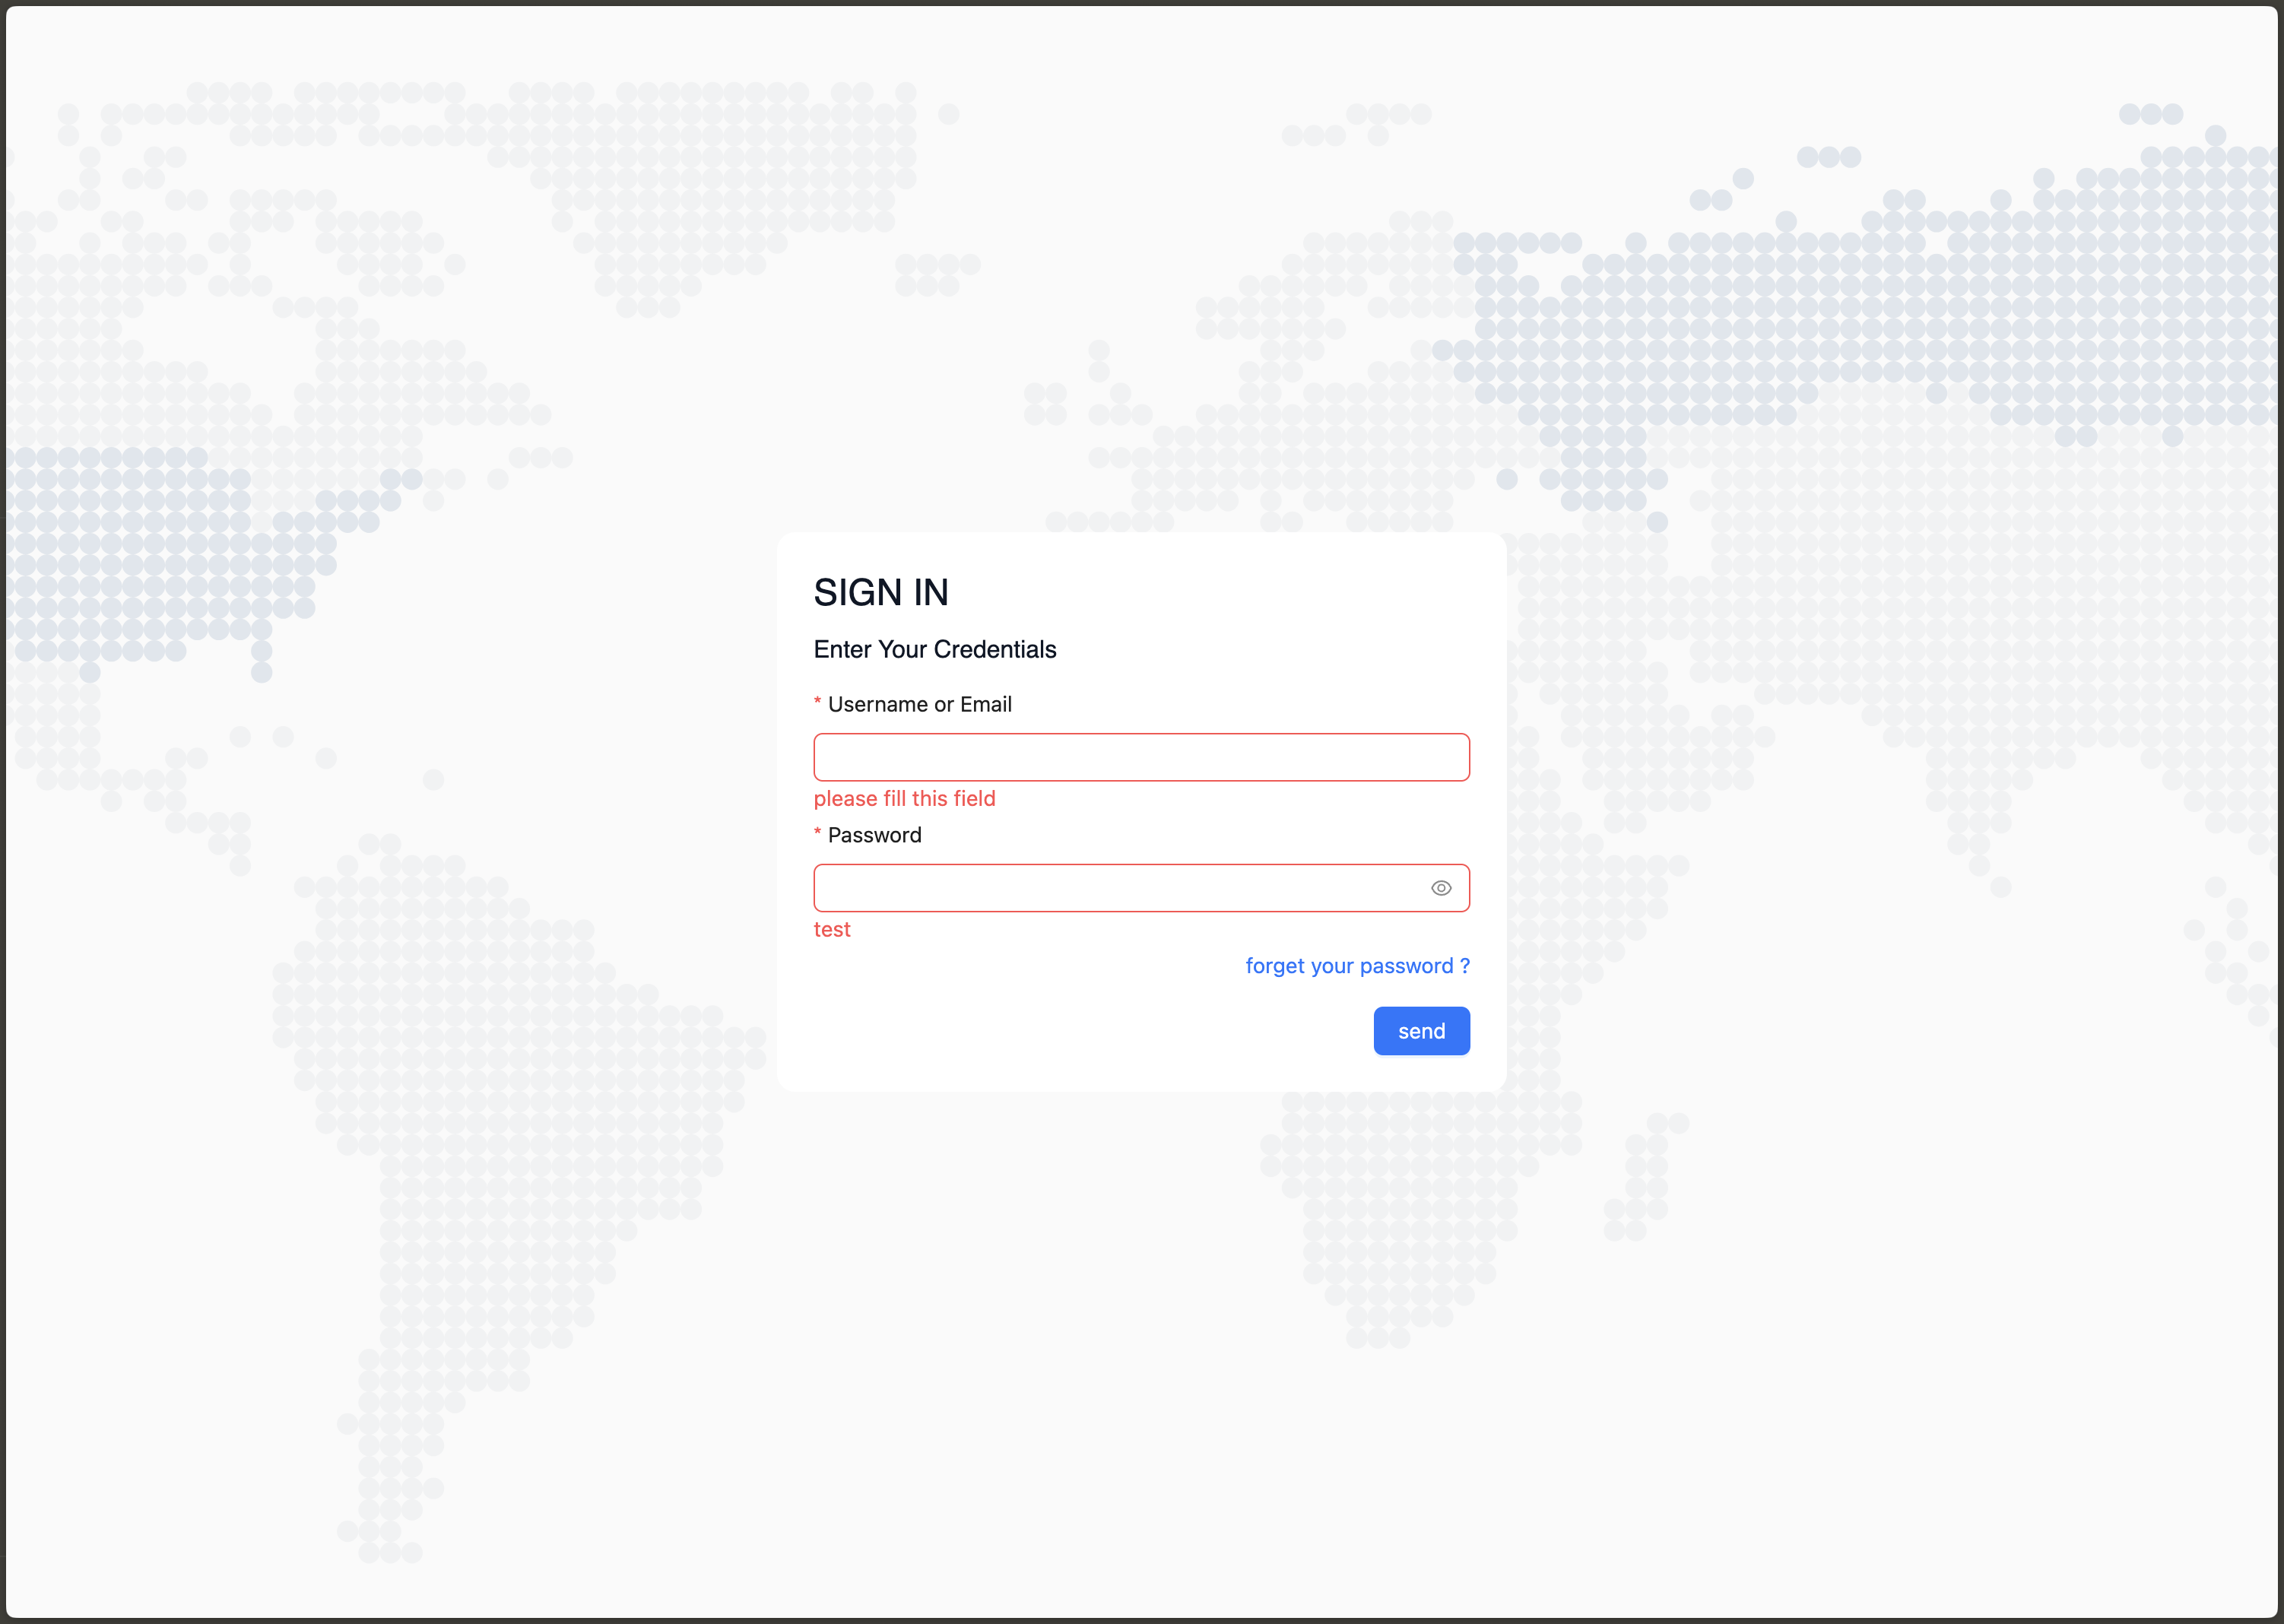 SIGN IN
Enter Your Credentials
* Username or Email
please fill this field
* Password
test
forget your password ?
send